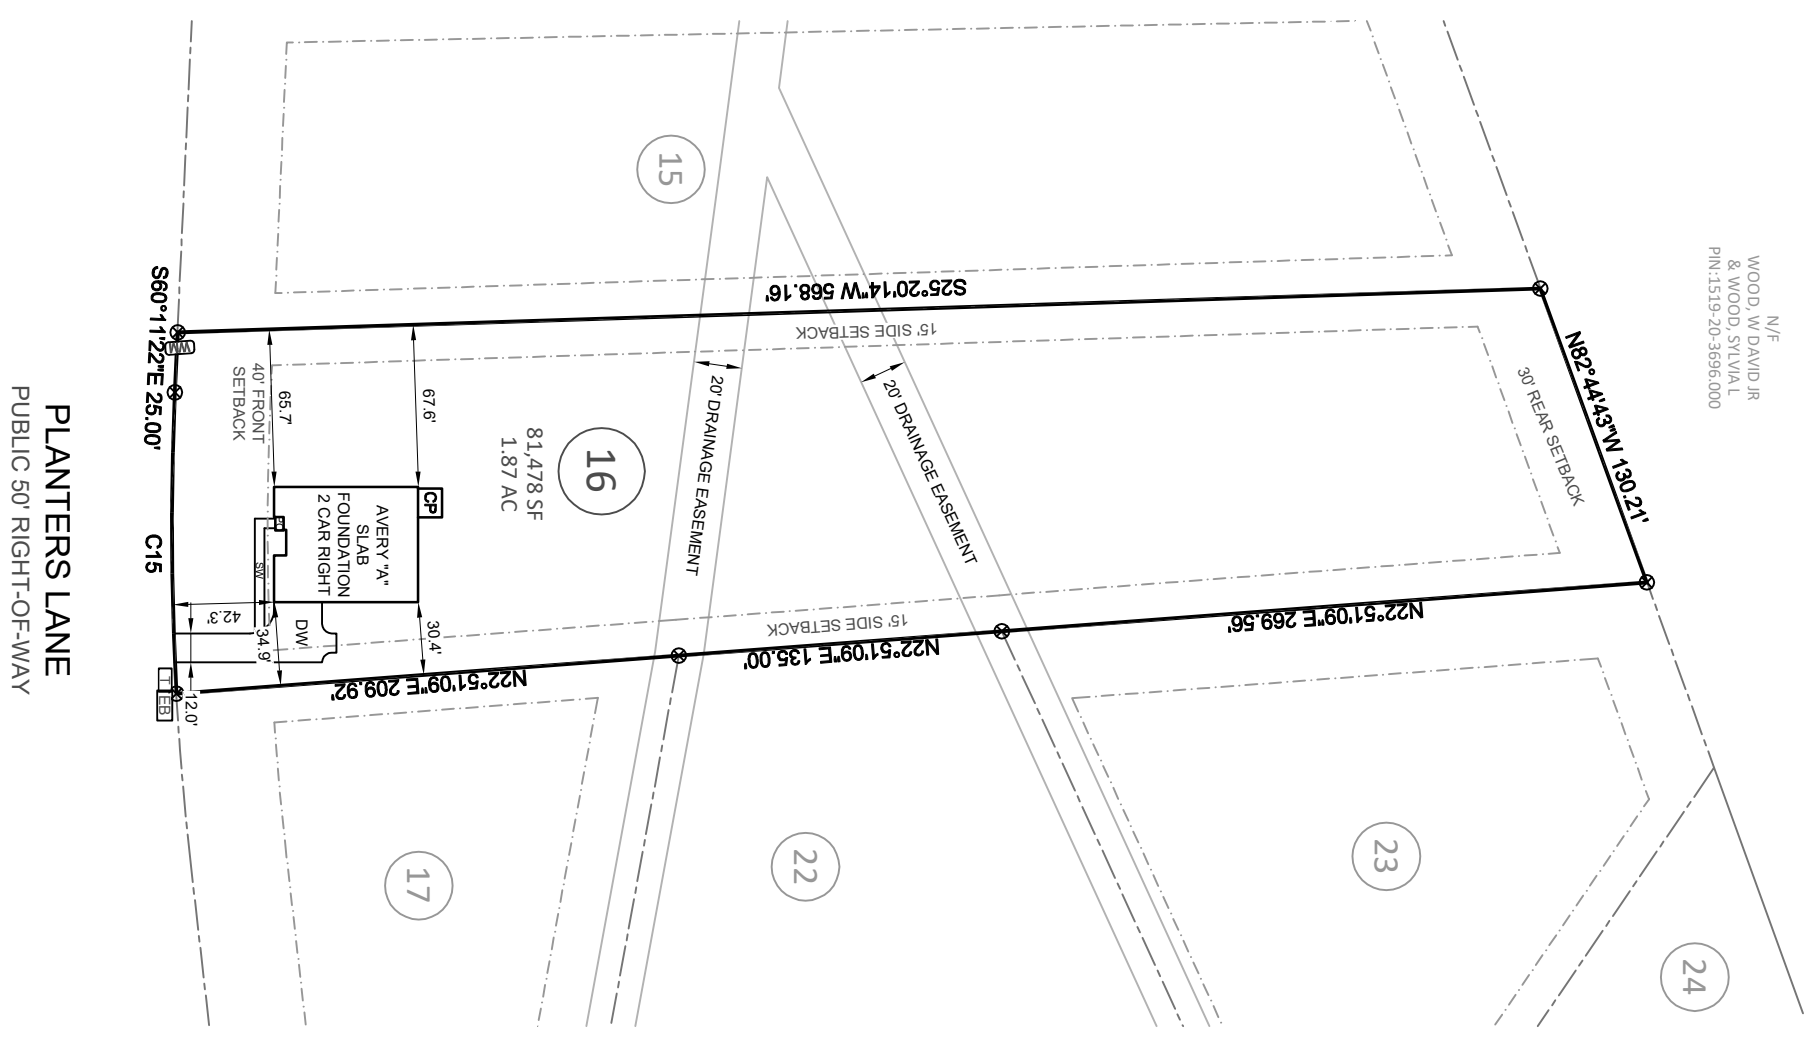 N/F
WOOD, W DAVID JR
& WOOD, SYLVIA L
PIN:1519-20-3696.000
15
S25°20'14"W 568.16'
15' SIDE SETBACK
N82°44'43"W 130.21'
30' REAR SETBACK
S60°11'22"E 25.00'
WM
40' FRONT
SETBACK
65.7'
67.6'
20' DRAINAGE EASEMENT
20' DRAINAGE EASEMENT
16
81,478 SF
1.87 AC
CP
AVERY "A"
SLAB
FOUNDATION
2 CAR RIGHT
SW
C15
42.3'
34.9'
DW
30.4'
12.0'
T
EB
15' SIDE SETBACK
N22°51'09"E 209.92'
N22°51'09"E 135.00'
N22°51'09"E 269.56'
PLANTERS LANE
PUBLIC 50' RIGHT-OF-WAY
17
22
23
24